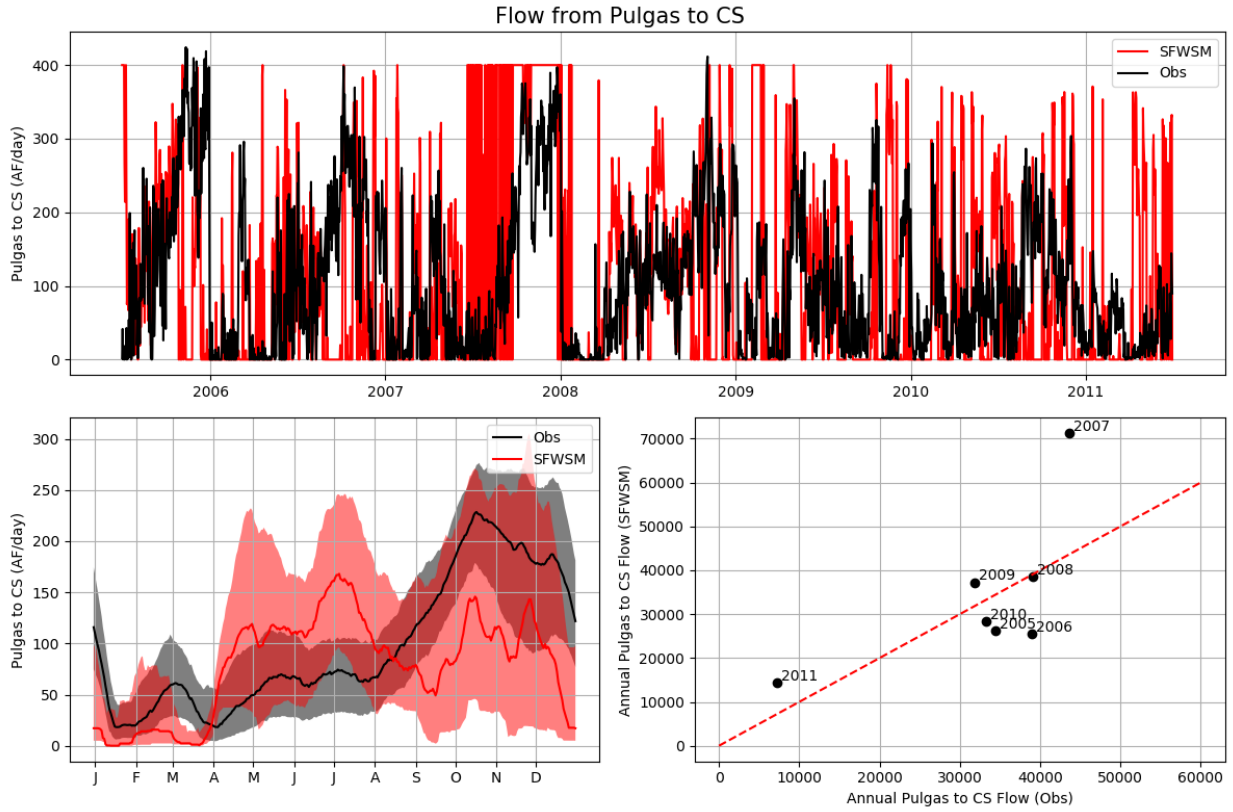 Flow from Pulgas to CS
Pulgas to CS (AF/day)
400
300
200
100
0
SFWSM
Obs
2006
2007
2008
2009
2010
2011
Pulgas to CS (AF/day)
300
250
200
150
100
50
0
Obs
SFWSM
J
F
M
A
M
J
J
A
S
O
N
D
Annual Pulgas to CS Flow (SFWSM)
70000
60000
50000
40000
30000
20000
10000
0
2007
2009
2008
2010
2005
2006
2011
0
10000
20000
30000
40000
50000
60000
Annual Pulgas to CS Flow (Obs)